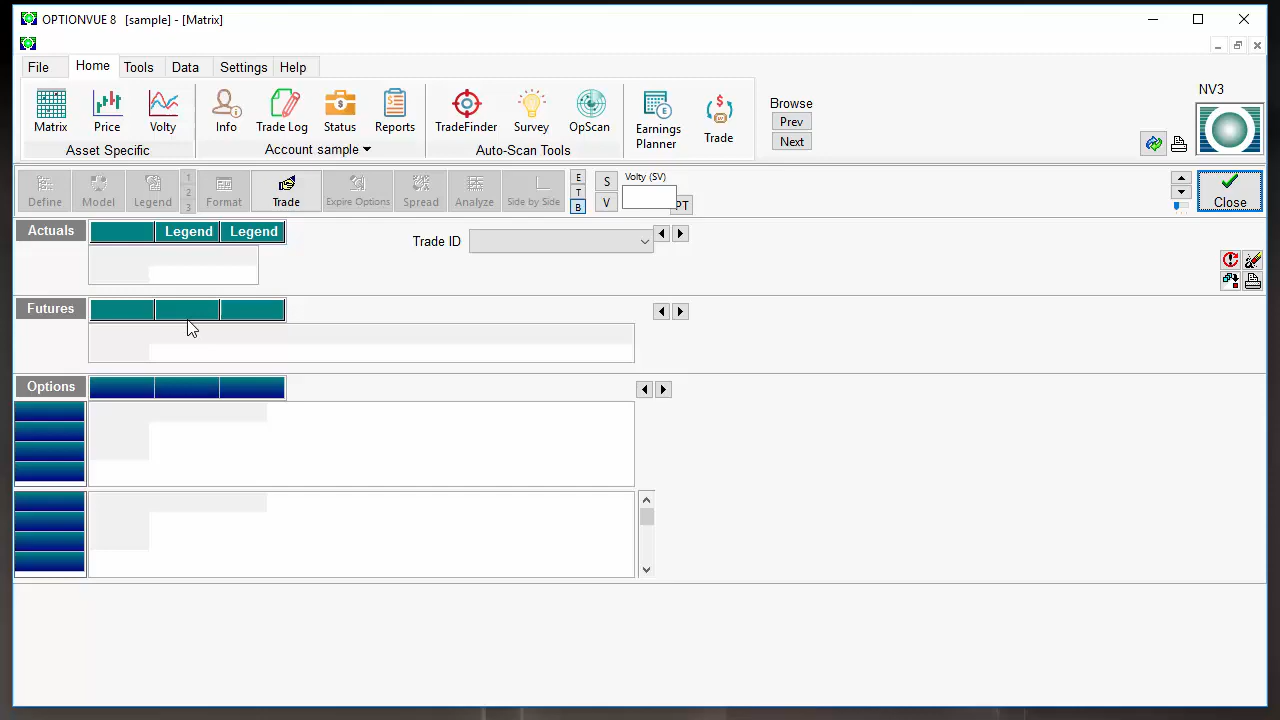 OPTIONVUE 8 [sample] - [Matrix]
File Home Tools Data Settings Help
Matrix Price Volty Info Trade Log Status Reports TradeFinder Survey OpScan Earnings Planner Trade
Asset Specific Account sample Auto-Scan Tools
Browse
Prev
Next
NV3
Define Model Legend 1 2 3 Format Trade Expire Options Spread Analyze Side by Side E T B S V Volty (SV) PT Close
Actuals Legend Legend Trade ID
Futures
Options